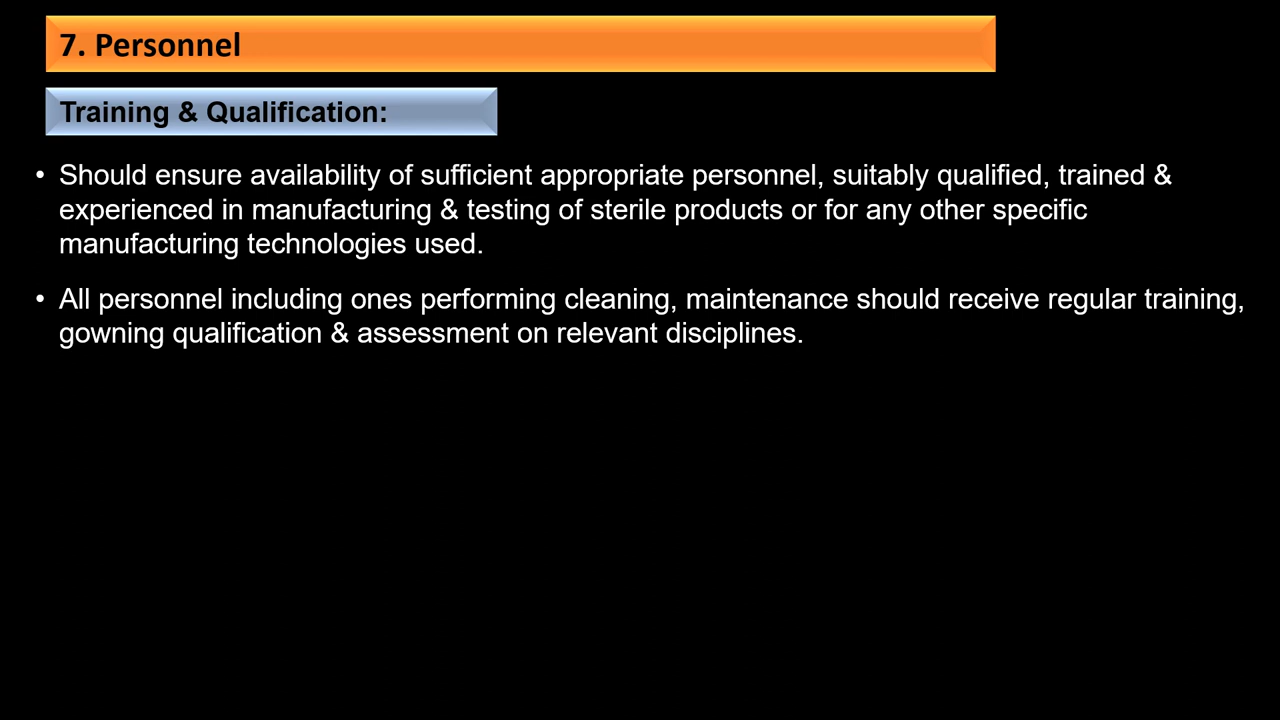 7. Personnel
Training & Qualification:
• Should ensure availability of sufficient appropriate personnel, suitably qualified, trained &
experienced in manufacturing & testing of sterile products or for any other specific
manufacturing technologies used.
• All personnel including ones performing cleaning, maintenance should receive regular training,
gowning qualification & assessment on relevant disciplines.